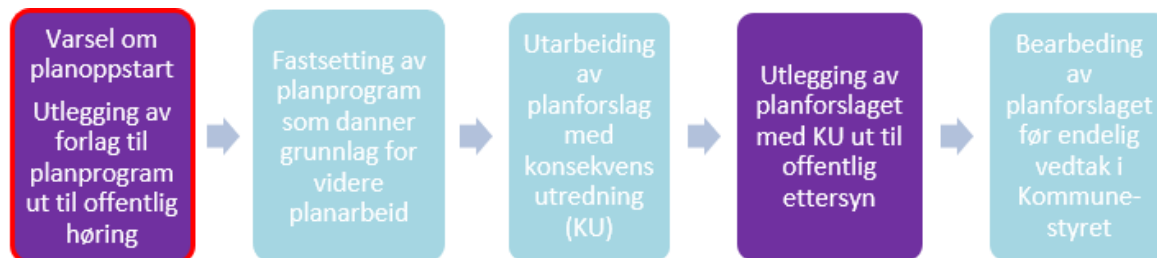 Varsel om
planoppstart
Utlegging av
forlag til
planprogram
ut til offentlig
høring
Fastsetting av
planprogram
som danner
grunnlag for
videre
planarbeid
Utarbeiding
av
planforslag
med
konsekvens
utredning
(KU)
Utlegging av
planforslaget
med KU ut til
offentlig
ettersyn
Bearbeding
av
planforslaget
før endelig
vedtak i
Kommune-
styret